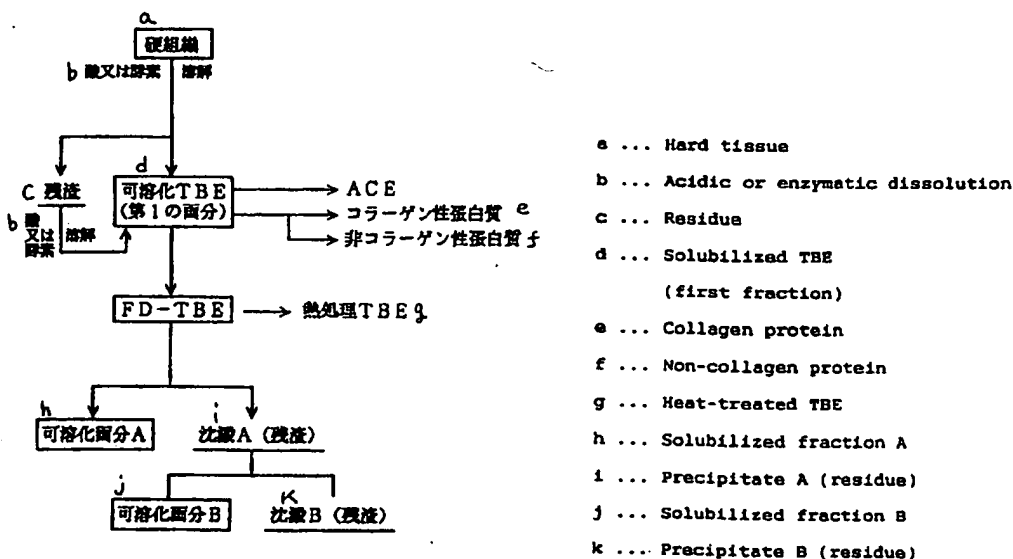 a
硬組織
b 酸又は酵素 溶解
d
C 残渣
可溶化TBE
(第1の画分)
ACE
コラーゲン性蛋白質 e
非コラーゲン性蛋白質 f
b 酸又は酵素 溶解
FD-TBE
熱処理TBE g
h
可溶化画分A
i
沈澱A (残渣)
j
可溶化画分B
K
沈澱B (残渣)
a ... Hard tissue
b ... Acidic or enzymatic dissolution
c ... Residue
d ... Solubilized TBE
(first fraction)
e ... Collagen protein
f ... Non-collagen protein
g ... Heat-treated TBE
h ... Solubilized fraction A
i ... Precipitate A (residue)
j ... Solubilized fraction B
k ... Precipitate B (residue)